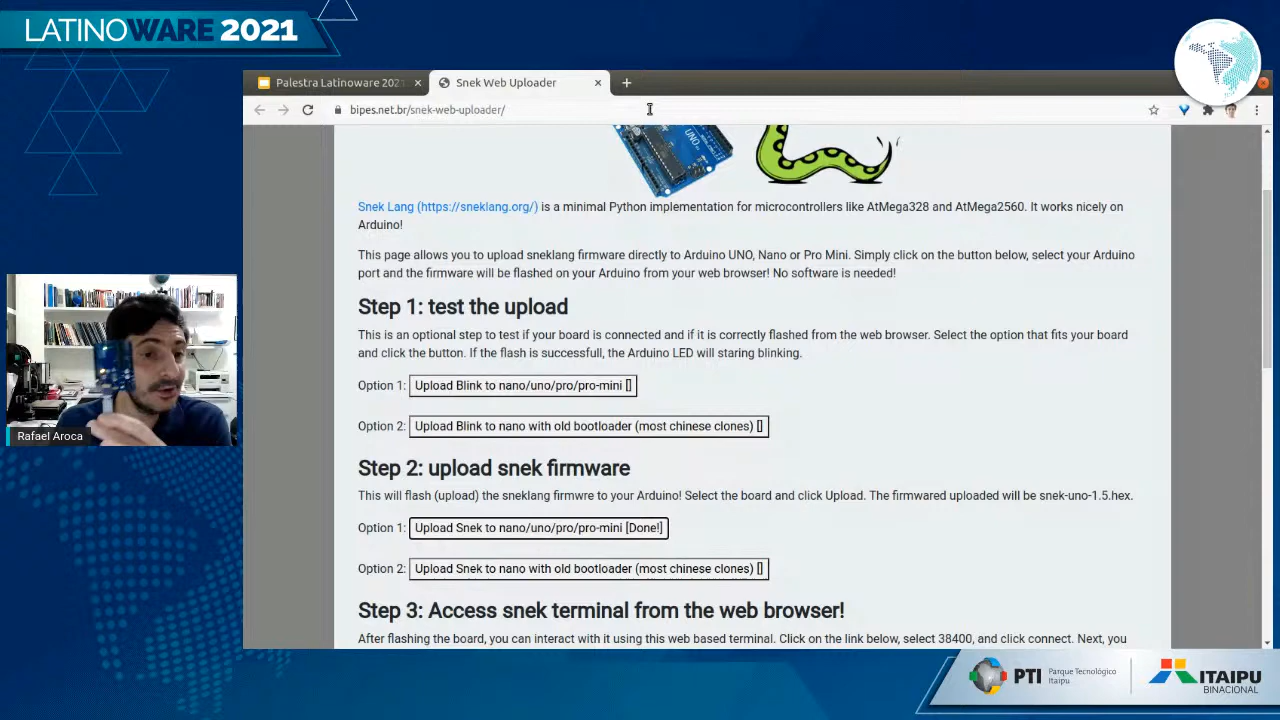 LATINOWARE 2021
Palestra Latinoware 2021
Snek Web Uploader
bipes.net.br/snek-web-uploader/
UNO
Snek Lang (https://sneklang.org/) is a minimal Python implementation for microcontrollers like AtMega328 and AtMega2560. It works nicely on
Arduino!
This page allows you to upload sneklang firmware directly to Arduino UNO, Nano or Pro Mini. Simply click on the button below, select your Arduino
port and the firmware will be flashed on your Arduino from your web browser! No software is needed!
Step 1: test the upload
This is an optional step to test if your board is connected and if it is correctly flashed from the web browser. Select the option that fits your board
and click the button. If the flash is successfull, the Arduino LED will staring blinking.
Option 1: Upload Blink to nano/uno/pro/pro-mini []
Option 2: Upload Blink to nano with old bootloader (most chinese clones) []
Rafael Aroca
Step 2: upload snek firmware
This will flash (upload) the sneklang firmwre to your Arduino! Select the board and click Upload. The firmwared uploaded will be snek-uno-1.5.hex.
Option 1: Upload Snek to nano/uno/pro/pro-mini [Done!]
Option 2: Upload Snek to nano with old bootloader (most chinese clones) []
Step 3: Access snek terminal from the web browser!
After flashing the board, you can interact with it using this web based terminal. Click on the link below, select 38400, and click connect. Next, you
PTI Parque Tecnológico
Itaipu
ITAIPU
BINACIONAL